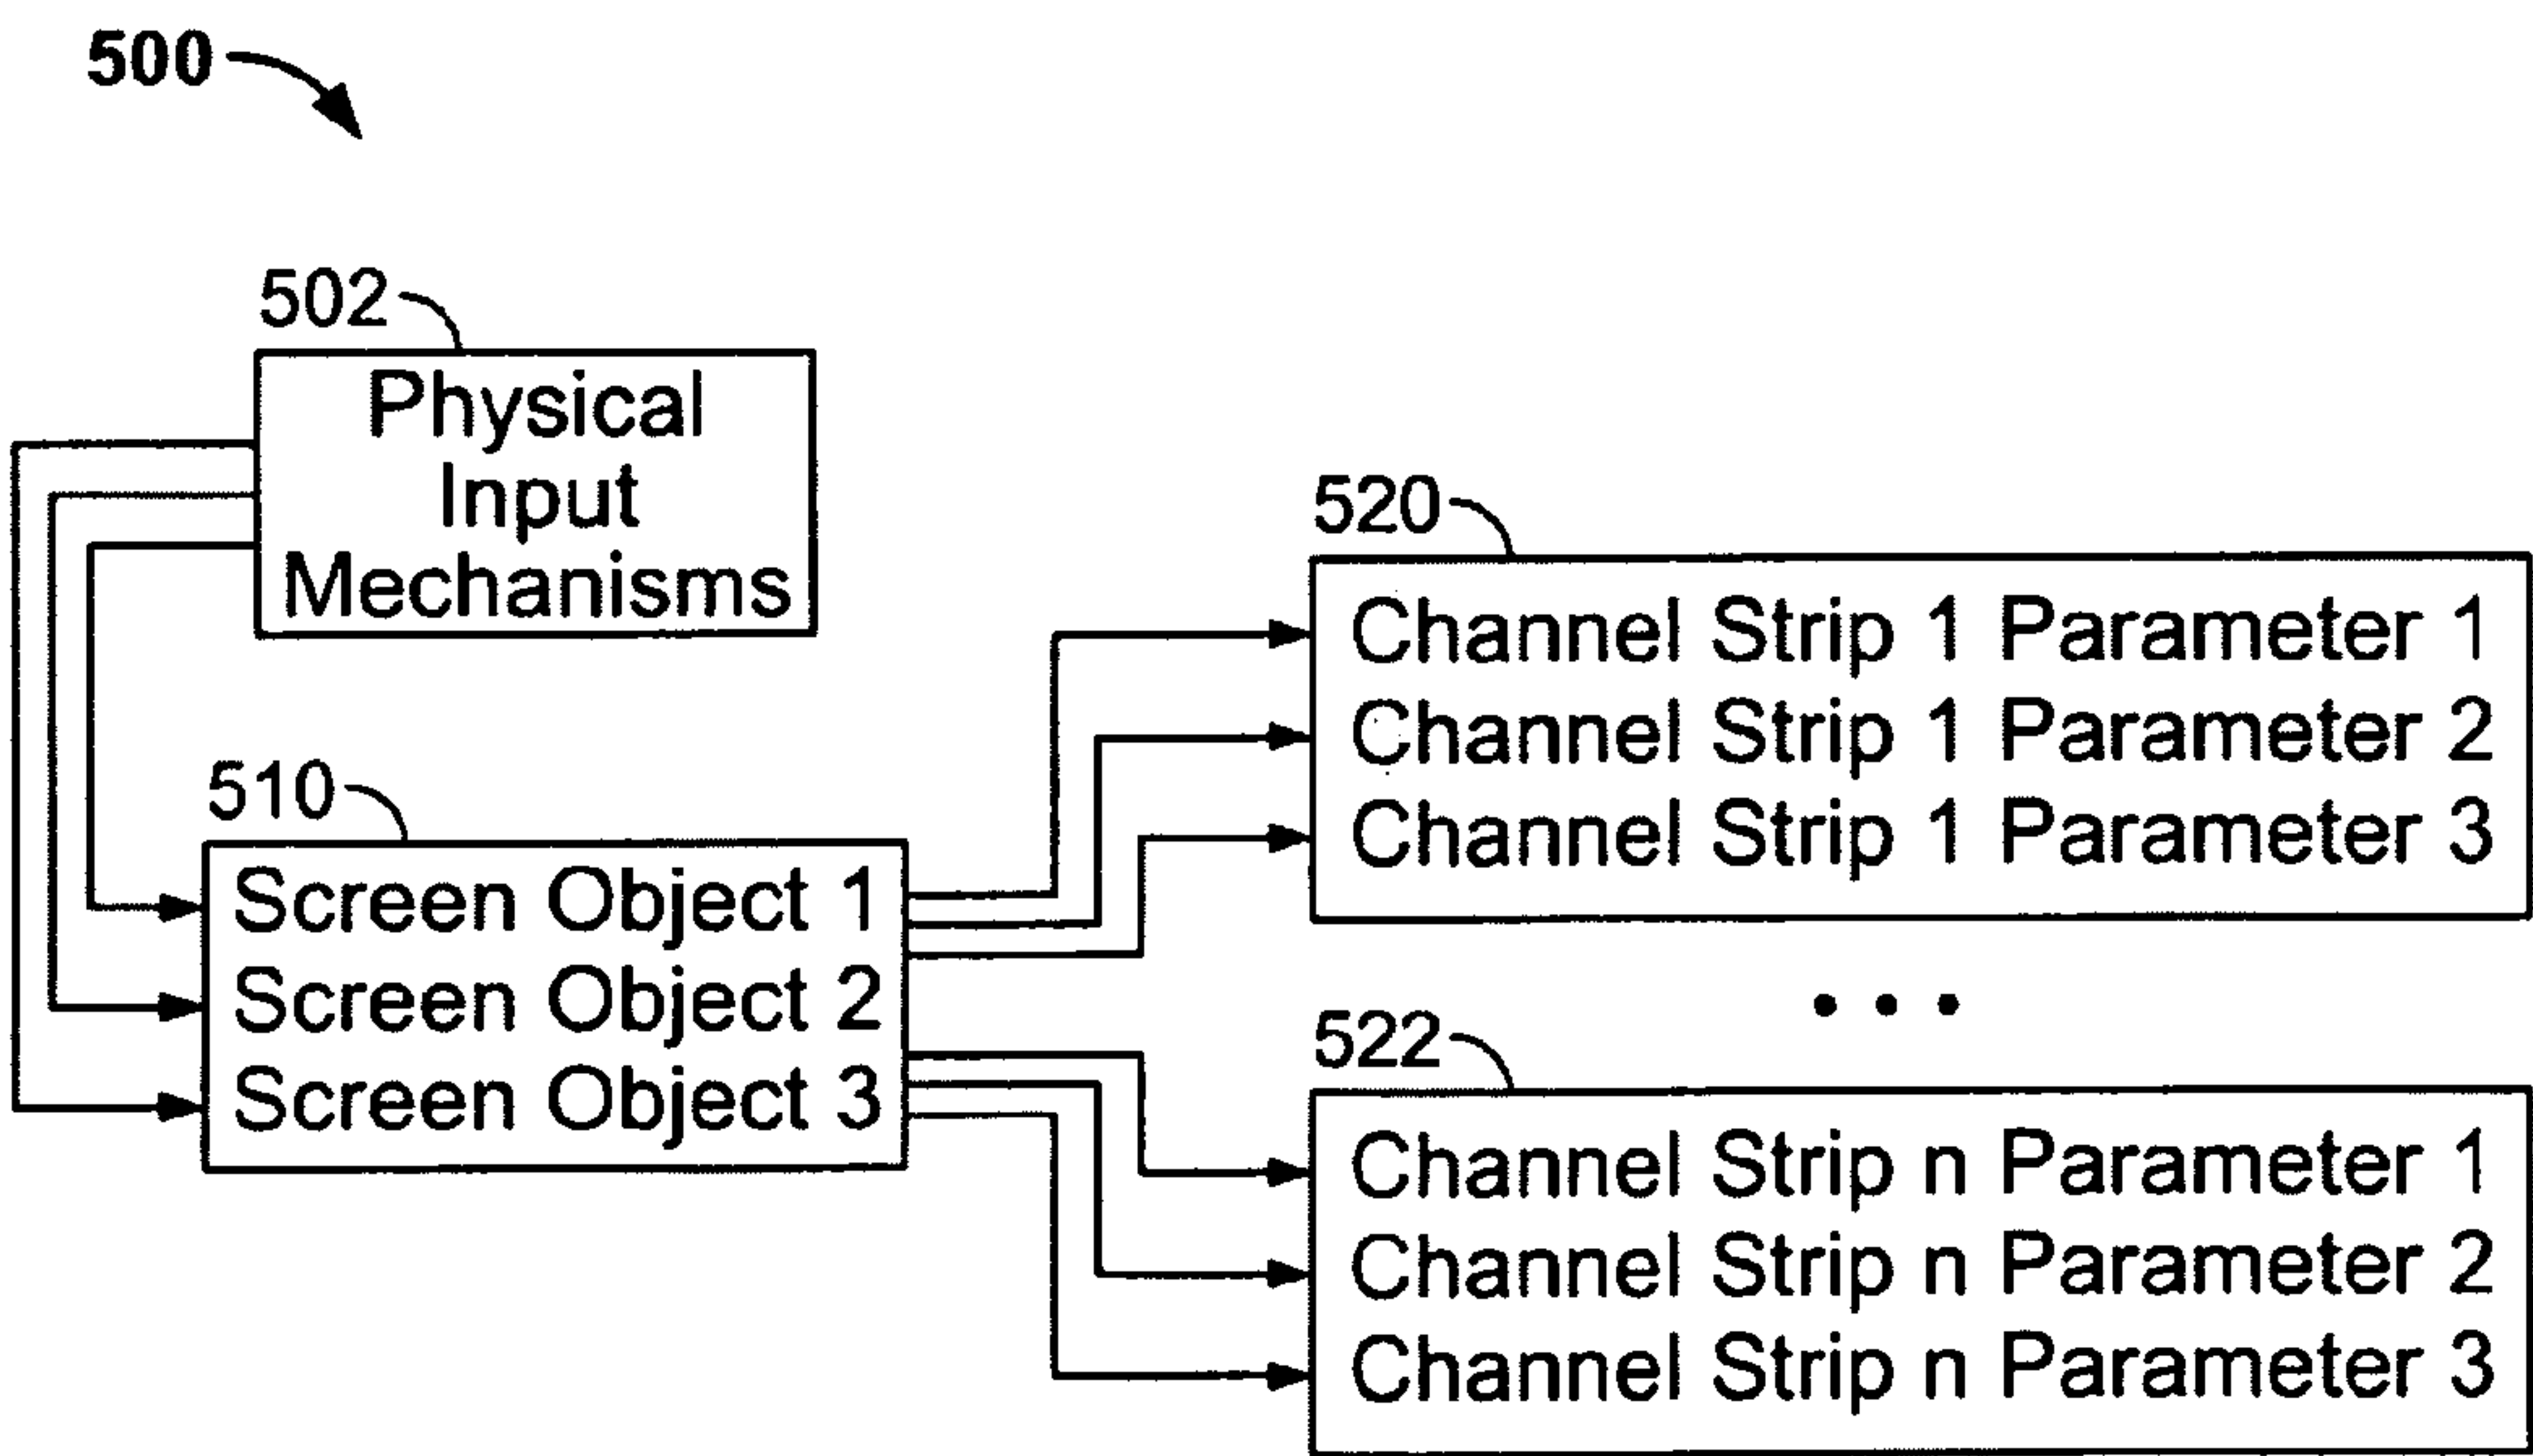 500
502
Physical
Input
Mechanisms
520
Channel Strip 1 Parameter 1
Channel Strip 1 Parameter 2
Channel Strip 1 Parameter 3
510
Screen Object 1
Screen Object 2
Screen Object 3
522
Channel Strip n Parameter 1
Channel Strip n Parameter 2
Channel Strip n Parameter 3